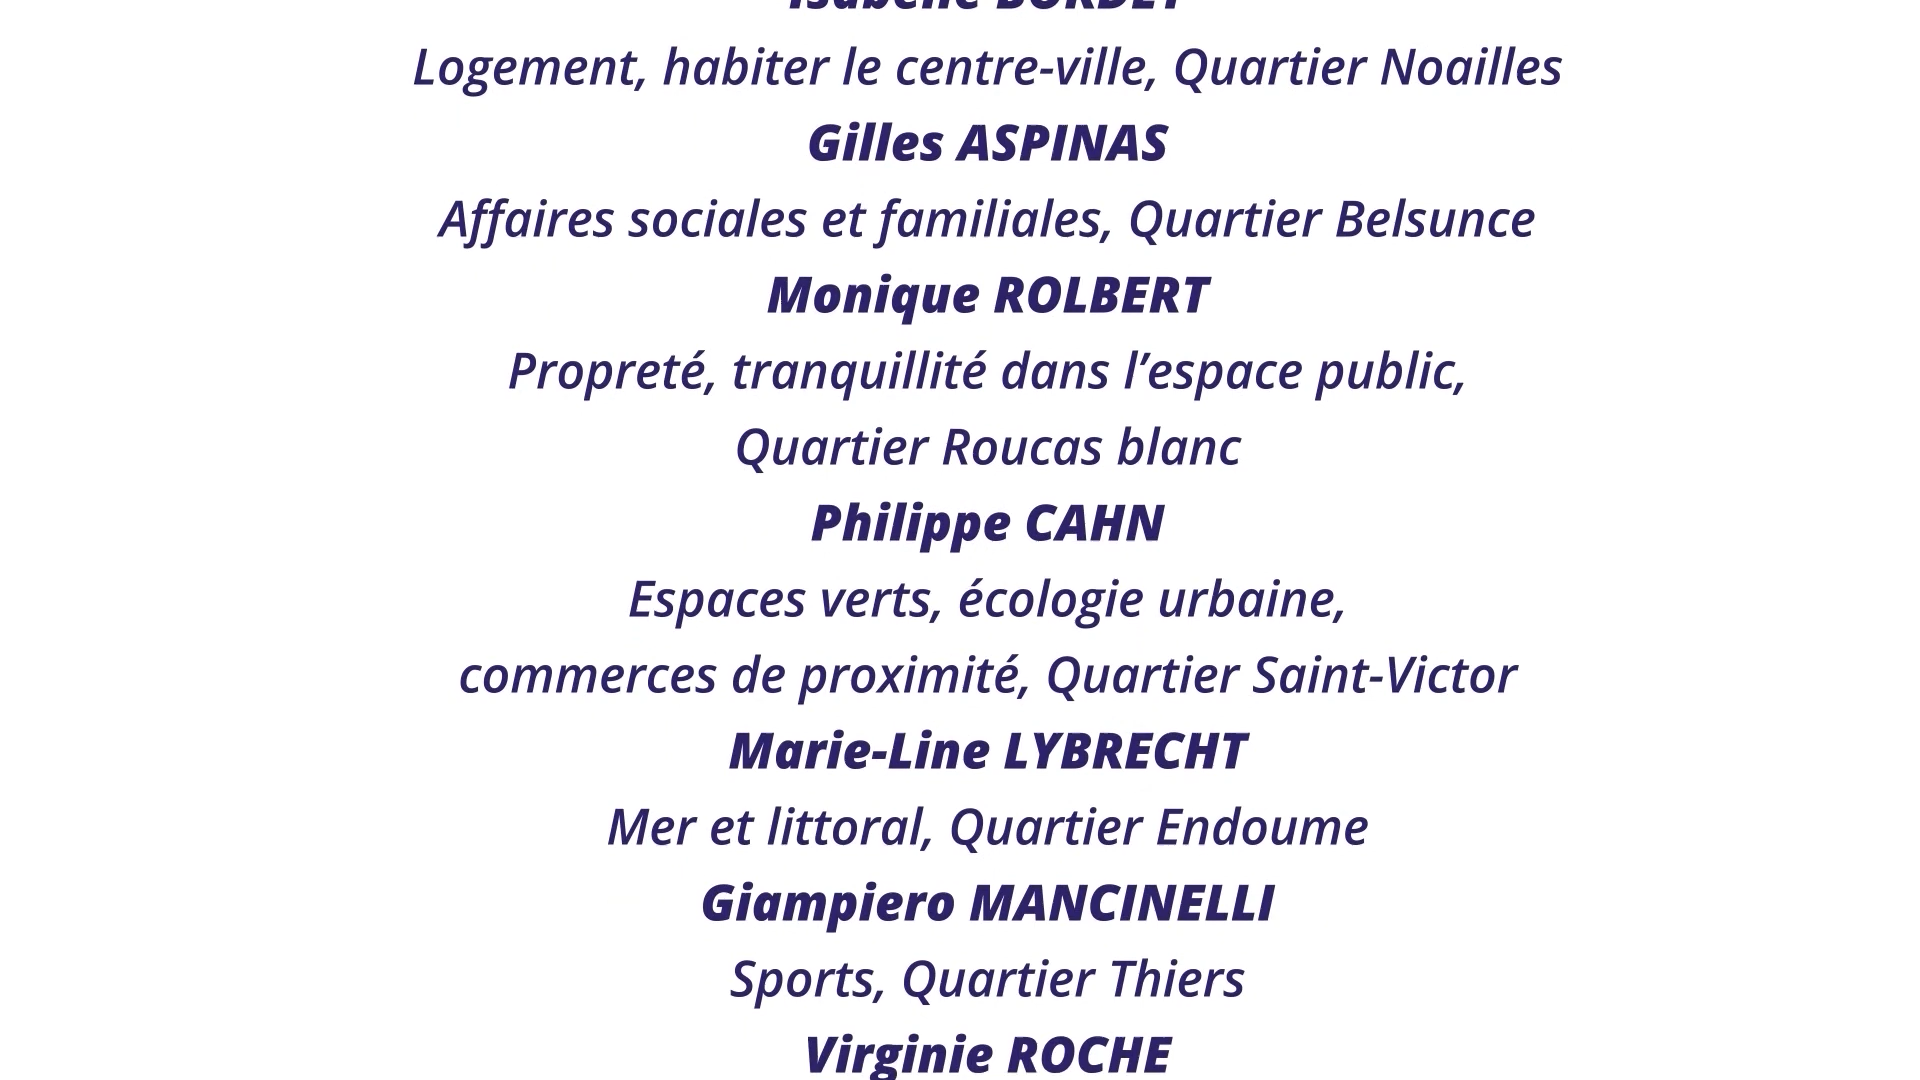 Isabelle BORDET
Logement, habiter le centre-ville, Quartier Noailles
Gilles ASPINAS
Affaires sociales et familiales, Quartier Belsunce
Monique ROLBERT
Propreté, tranquillité dans l’espace public,
Quartier Roucas blanc
Philippe CAHN
Espaces verts, écologie urbaine,
commerces de proximité, Quartier Saint-Victor
Marie-Line LYBRECHT
Mer et littoral, Quartier Endoume
Giampiero MANCINELLI
Sports, Quartier Thiers
Virginie ROCHE